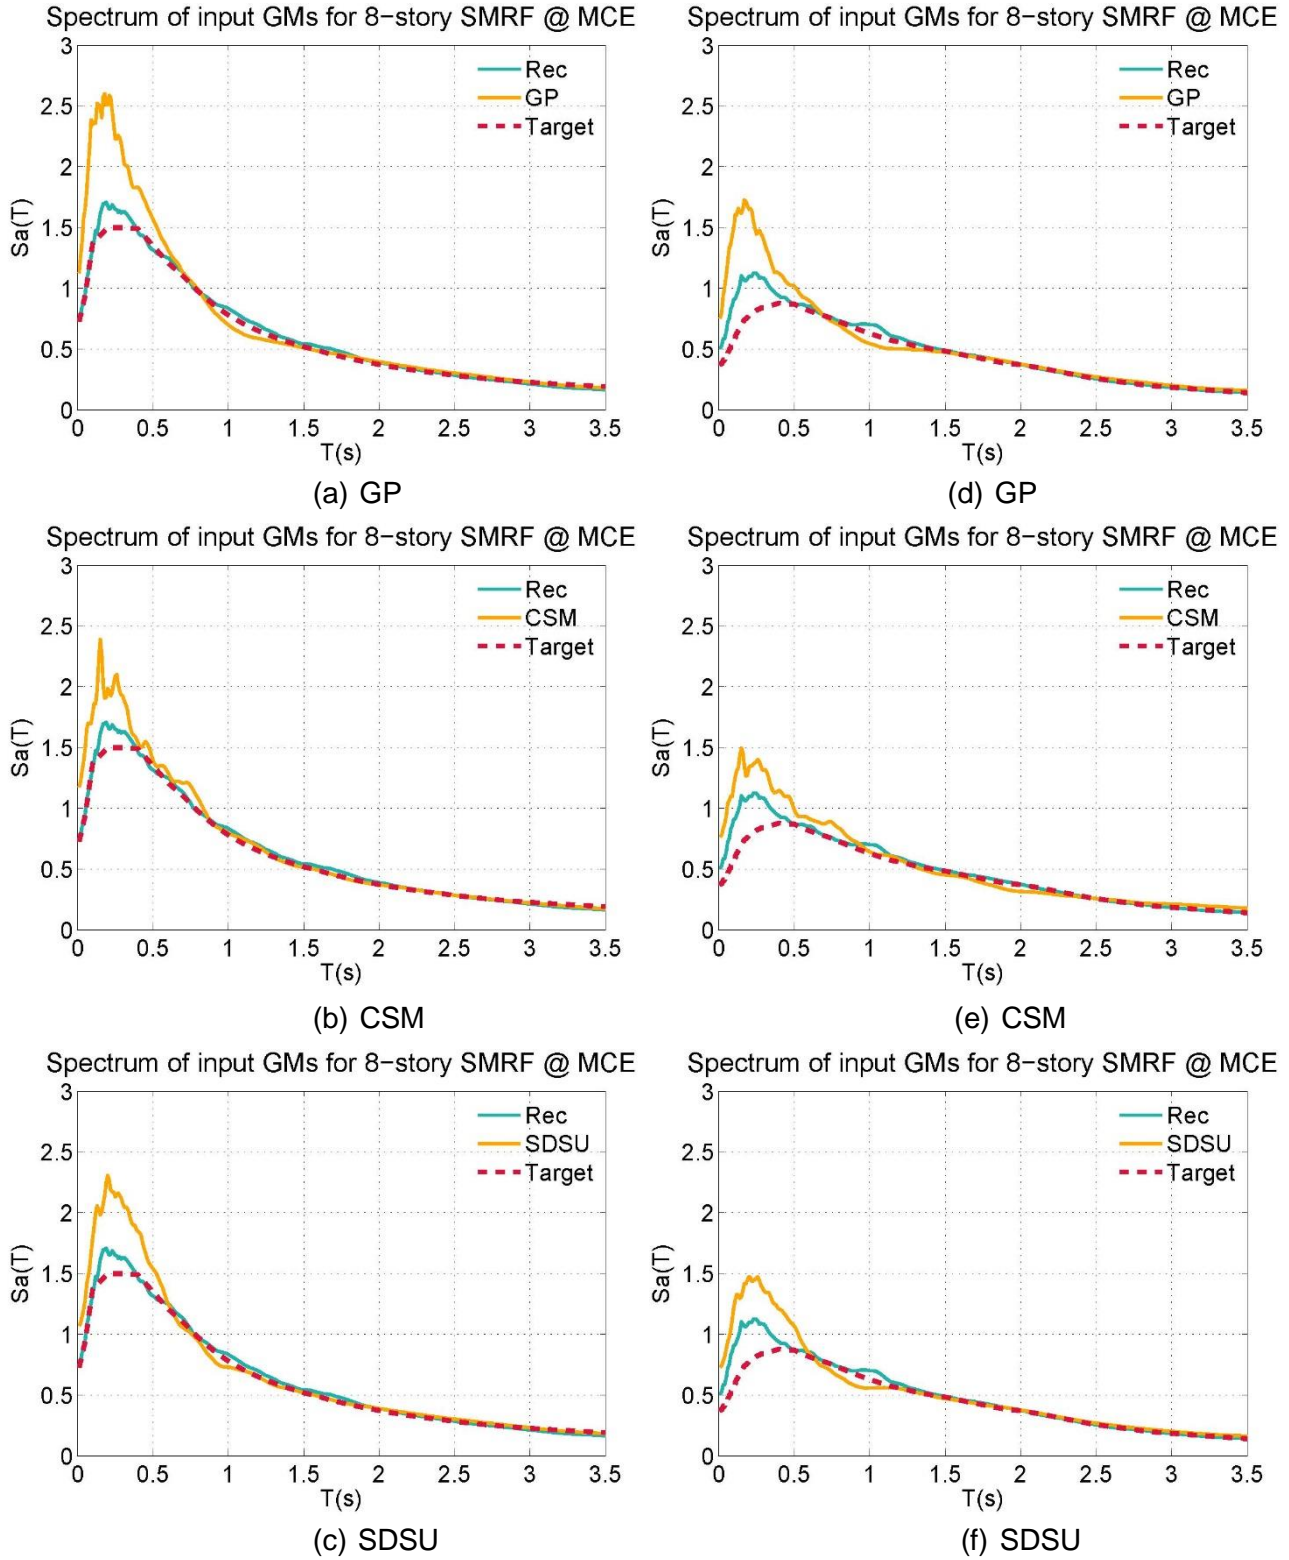 Spectrum of input GMs for 8−story SMRF @ MCE
3
2.5
2
1.5
1
0.5
0
Sa(T)
Rec
GP
Target
0 0.5 1 1.5 2 2.5 3 3.5
T(s)
(a) GP
Spectrum of input GMs for 8−story SMRF @ MCE
3
2.5
2
1.5
1
0.5
0
Sa(T)
Rec
GP
Target
0 0.5 1 1.5 2 2.5 3 3.5
T(s)
(d) GP
Spectrum of input GMs for 8-story SMRF @ MCE
3
2.5
2
1.5
1
0.5
0
Sa(T)
Rec
CSM
Target
0 0.5 1 1.5 2 2.5 3 3.5
T(s)
(b) CSM
Spectrum of input GMs for 8-story SMRF @ MCE
3
2.5
2
1.5
1
0.5
0
Sa(T)
Rec
CSM
Target
0 0.5 1 1.5 2 2.5 3 3.5
T(s)
(e) CSM
Spectrum of input GMs for 8-story SMRF @ MCE
3
2.5
2
1.5
1
0.5
0
Sa(T)
Rec
SDSU
Target
0 0.5 1 1.5 2 2.5 3 3.5
T(s)
(c) SDSU
Spectrum of input GMs for 8-story SMRF @ MCE
3
2.5
2
1.5
1
0.5
0
Sa(T)
Rec
SDSU
Target
0 0.5 1 1.5 2 2.5 3 3.5
T(s)
(f) SDSU